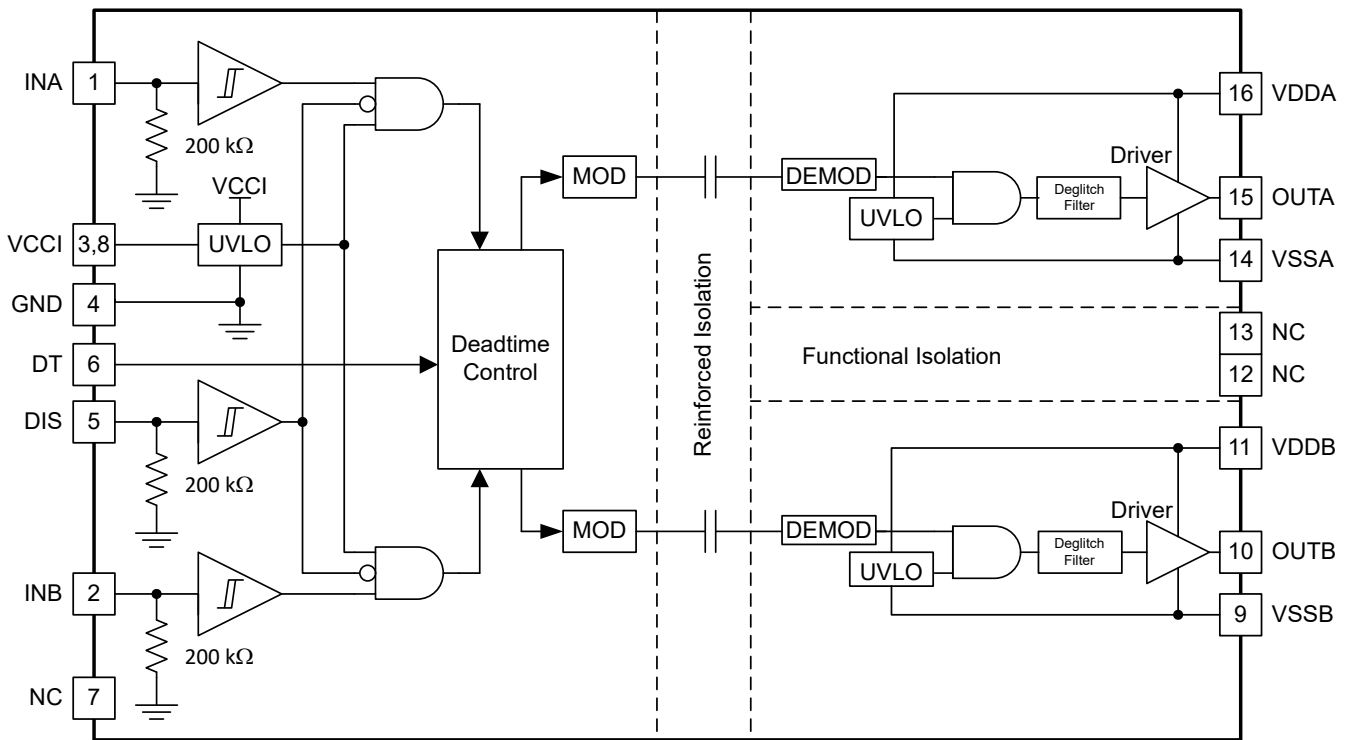 INA
1
200 kΩ
VCCI
VCCI
3,8
UVLO
GND
4
DT
6
DIS
5
200 kΩ
INB
2
200 kΩ
NC
7
Deadtime
Control
MOD
MOD
Reinforced Isolation
Functional Isolation
DEMOD
UVLO
Deglitch
Filter
Driver
16
VDDA
15
OUTA
14
VSSA
13
NC
12
NC
DEMOD
UVLO
Deglitch
Filter
Driver
11
VDDB
10
OUTB
9
VSSB